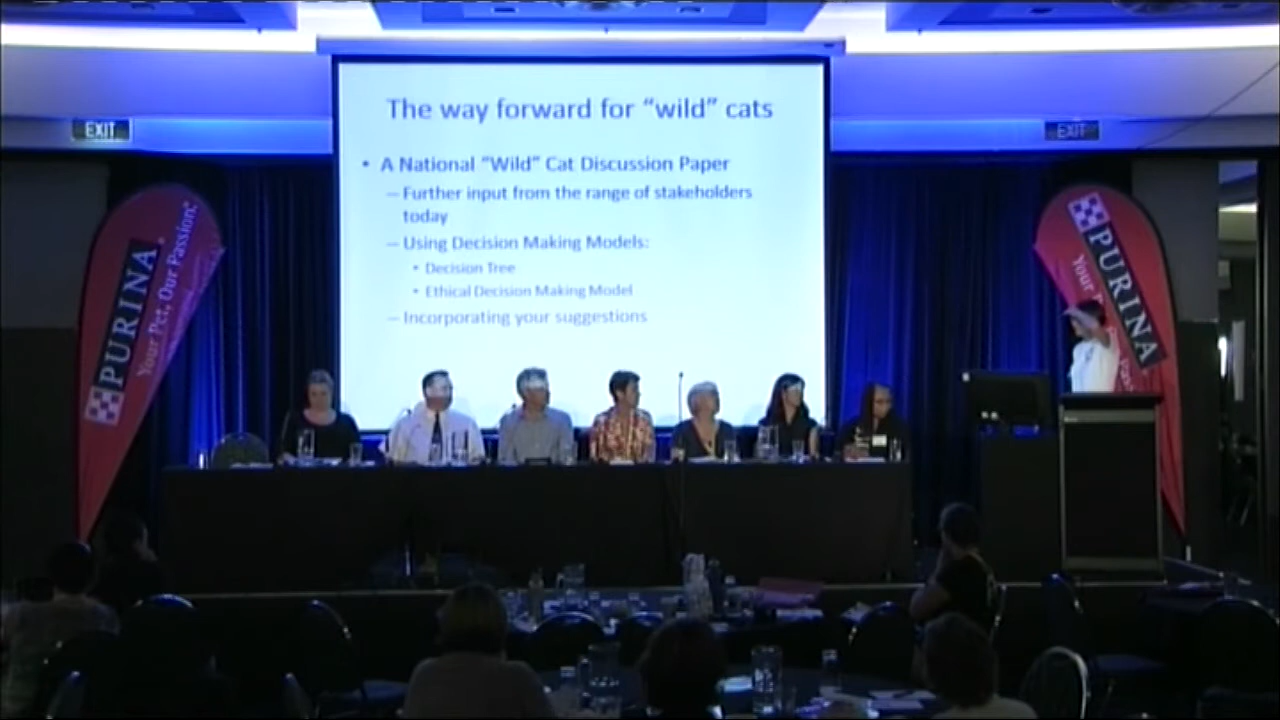 The way forward for “wild” cats
• A National “Wild” Cat Discussion Paper
– Further input from the range of stakeholders
today
– Using Decision Making Models:
• Decision Tree
• Ethical Decision Making Model
– Incorporating your suggestions
EXIT
EXIT
PURINA
Your Pet, Our Passion.
PURINA
Your